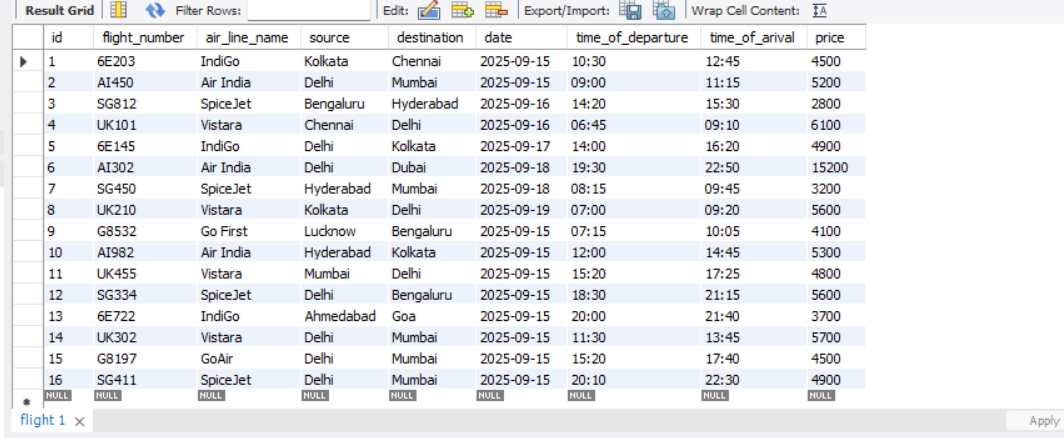 Result Grid Filter Rows: Edit: Export/Import: Wrap Cell Content: IA
id flight_number air_line_name source destination date time_of_departure time_of_arival price
1 6E203 IndiGo Kolkata Chennai 2025-09-15 10:30 12:45 4500
2 AI450 Air India Delhi Mumbai 2025-09-15 09:00 11:15 5200
3 SG812 SpiceJet Bengaluru Hyderabad 2025-09-16 14:20 15:30 2800
4 UK101 Vistara Chennai Delhi 2025-09-16 06:45 09:10 6100
5 6E145 IndiGo Delhi Kolkata 2025-09-17 14:00 16:20 4900
6 AI302 Air India Delhi Dubai 2025-09-18 19:30 22:50 15200
7 SG450 SpiceJet Hyderabad Mumbai 2025-09-18 08:15 09:45 3200
8 UK210 Vistara Kolkata Delhi 2025-09-19 07:00 09:20 5600
9 G8532 Go First Lucknow Bengaluru 2025-09-15 07:15 10:05 4100
10 AI982 Air India Hyderabad Kolkata 2025-09-15 12:00 14:45 5300
11 UK455 Vistara Mumbai Delhi 2025-09-15 15:20 17:25 4800
12 SG334 SpiceJet Delhi Bengaluru 2025-09-15 18:30 21:15 5600
13 6E722 IndiGo Ahmedabad Goa 2025-09-15 20:00 21:40 3700
14 UK302 Vistara Delhi Mumbai 2025-09-15 11:30 13:45 5700
15 G8197 GoAir Delhi Mumbai 2025-09-15 15:20 17:40 4500
16 SG411 SpiceJet Delhi Mumbai 2025-09-15 20:10 22:30 4900
NULL NULL NULL NULL NULL NULL NULL NULL NULL
flight 1 Apply